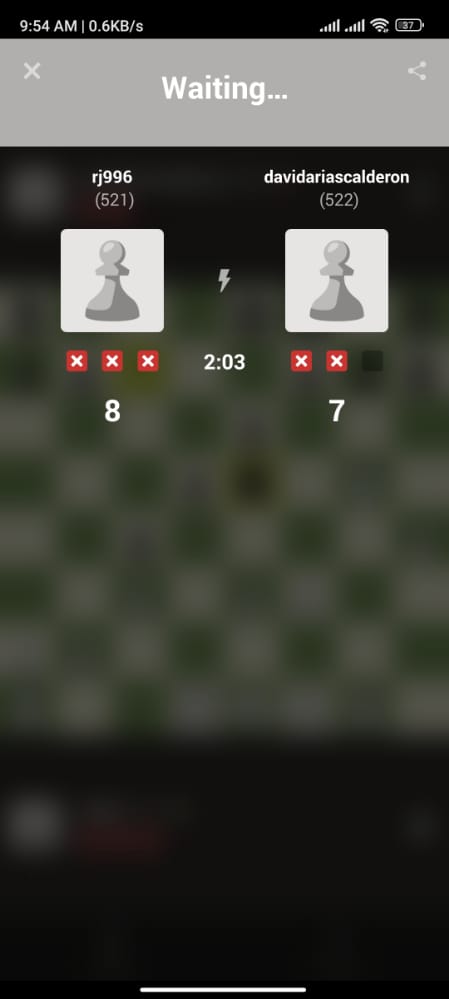 9:54 AM | 0.6KB/s
37
Waiting...
rj996
davidariascalderon
(521)
(522)
2:03
8
7